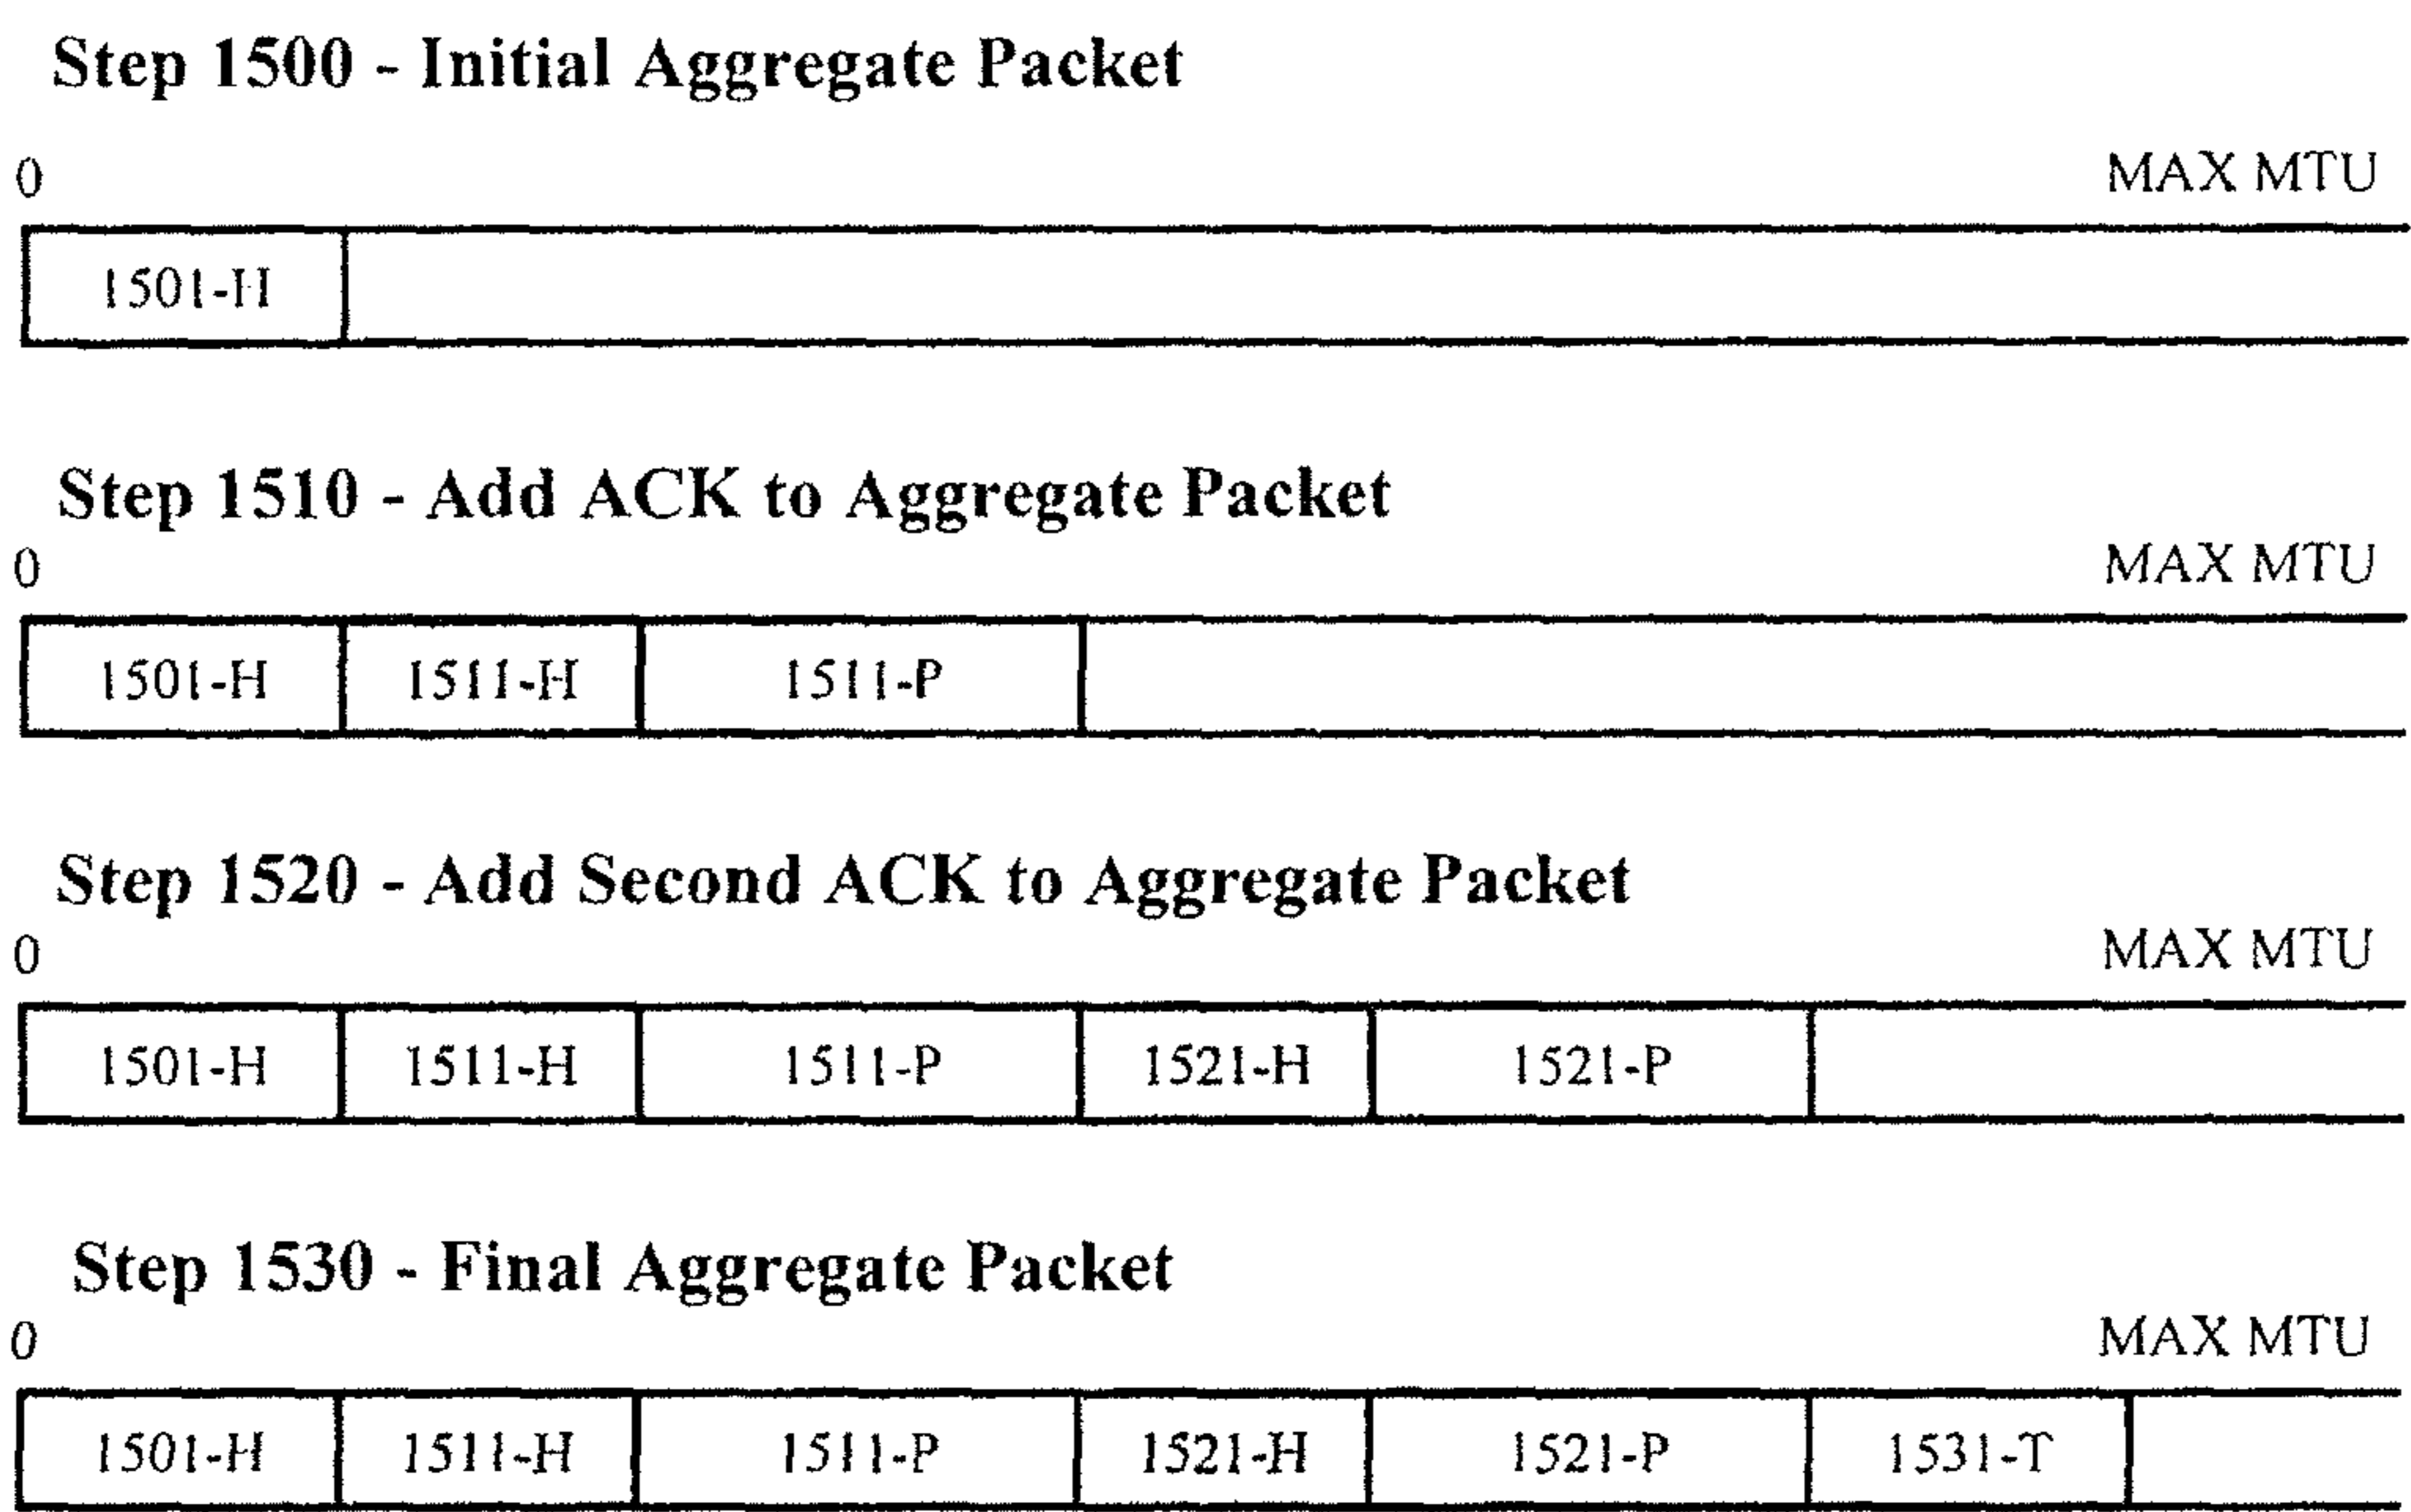 Step 1500 - Initial Aggregate Packet
0 MAX MTU
1501-H
Step 1510 - Add ACK to Aggregate Packet
0 MAX MTU
1501-H 1511-H 1511-P
Step 1520 - Add Second ACK to Aggregate Packet
0 MAX MTU
1501-H 1511-H 1511-P 1521-H 1521-P
Step 1530 - Final Aggregate Packet
0 MAX MTU
1501-H 1511-H 1511-P 1521-H 1521-P 1531-T